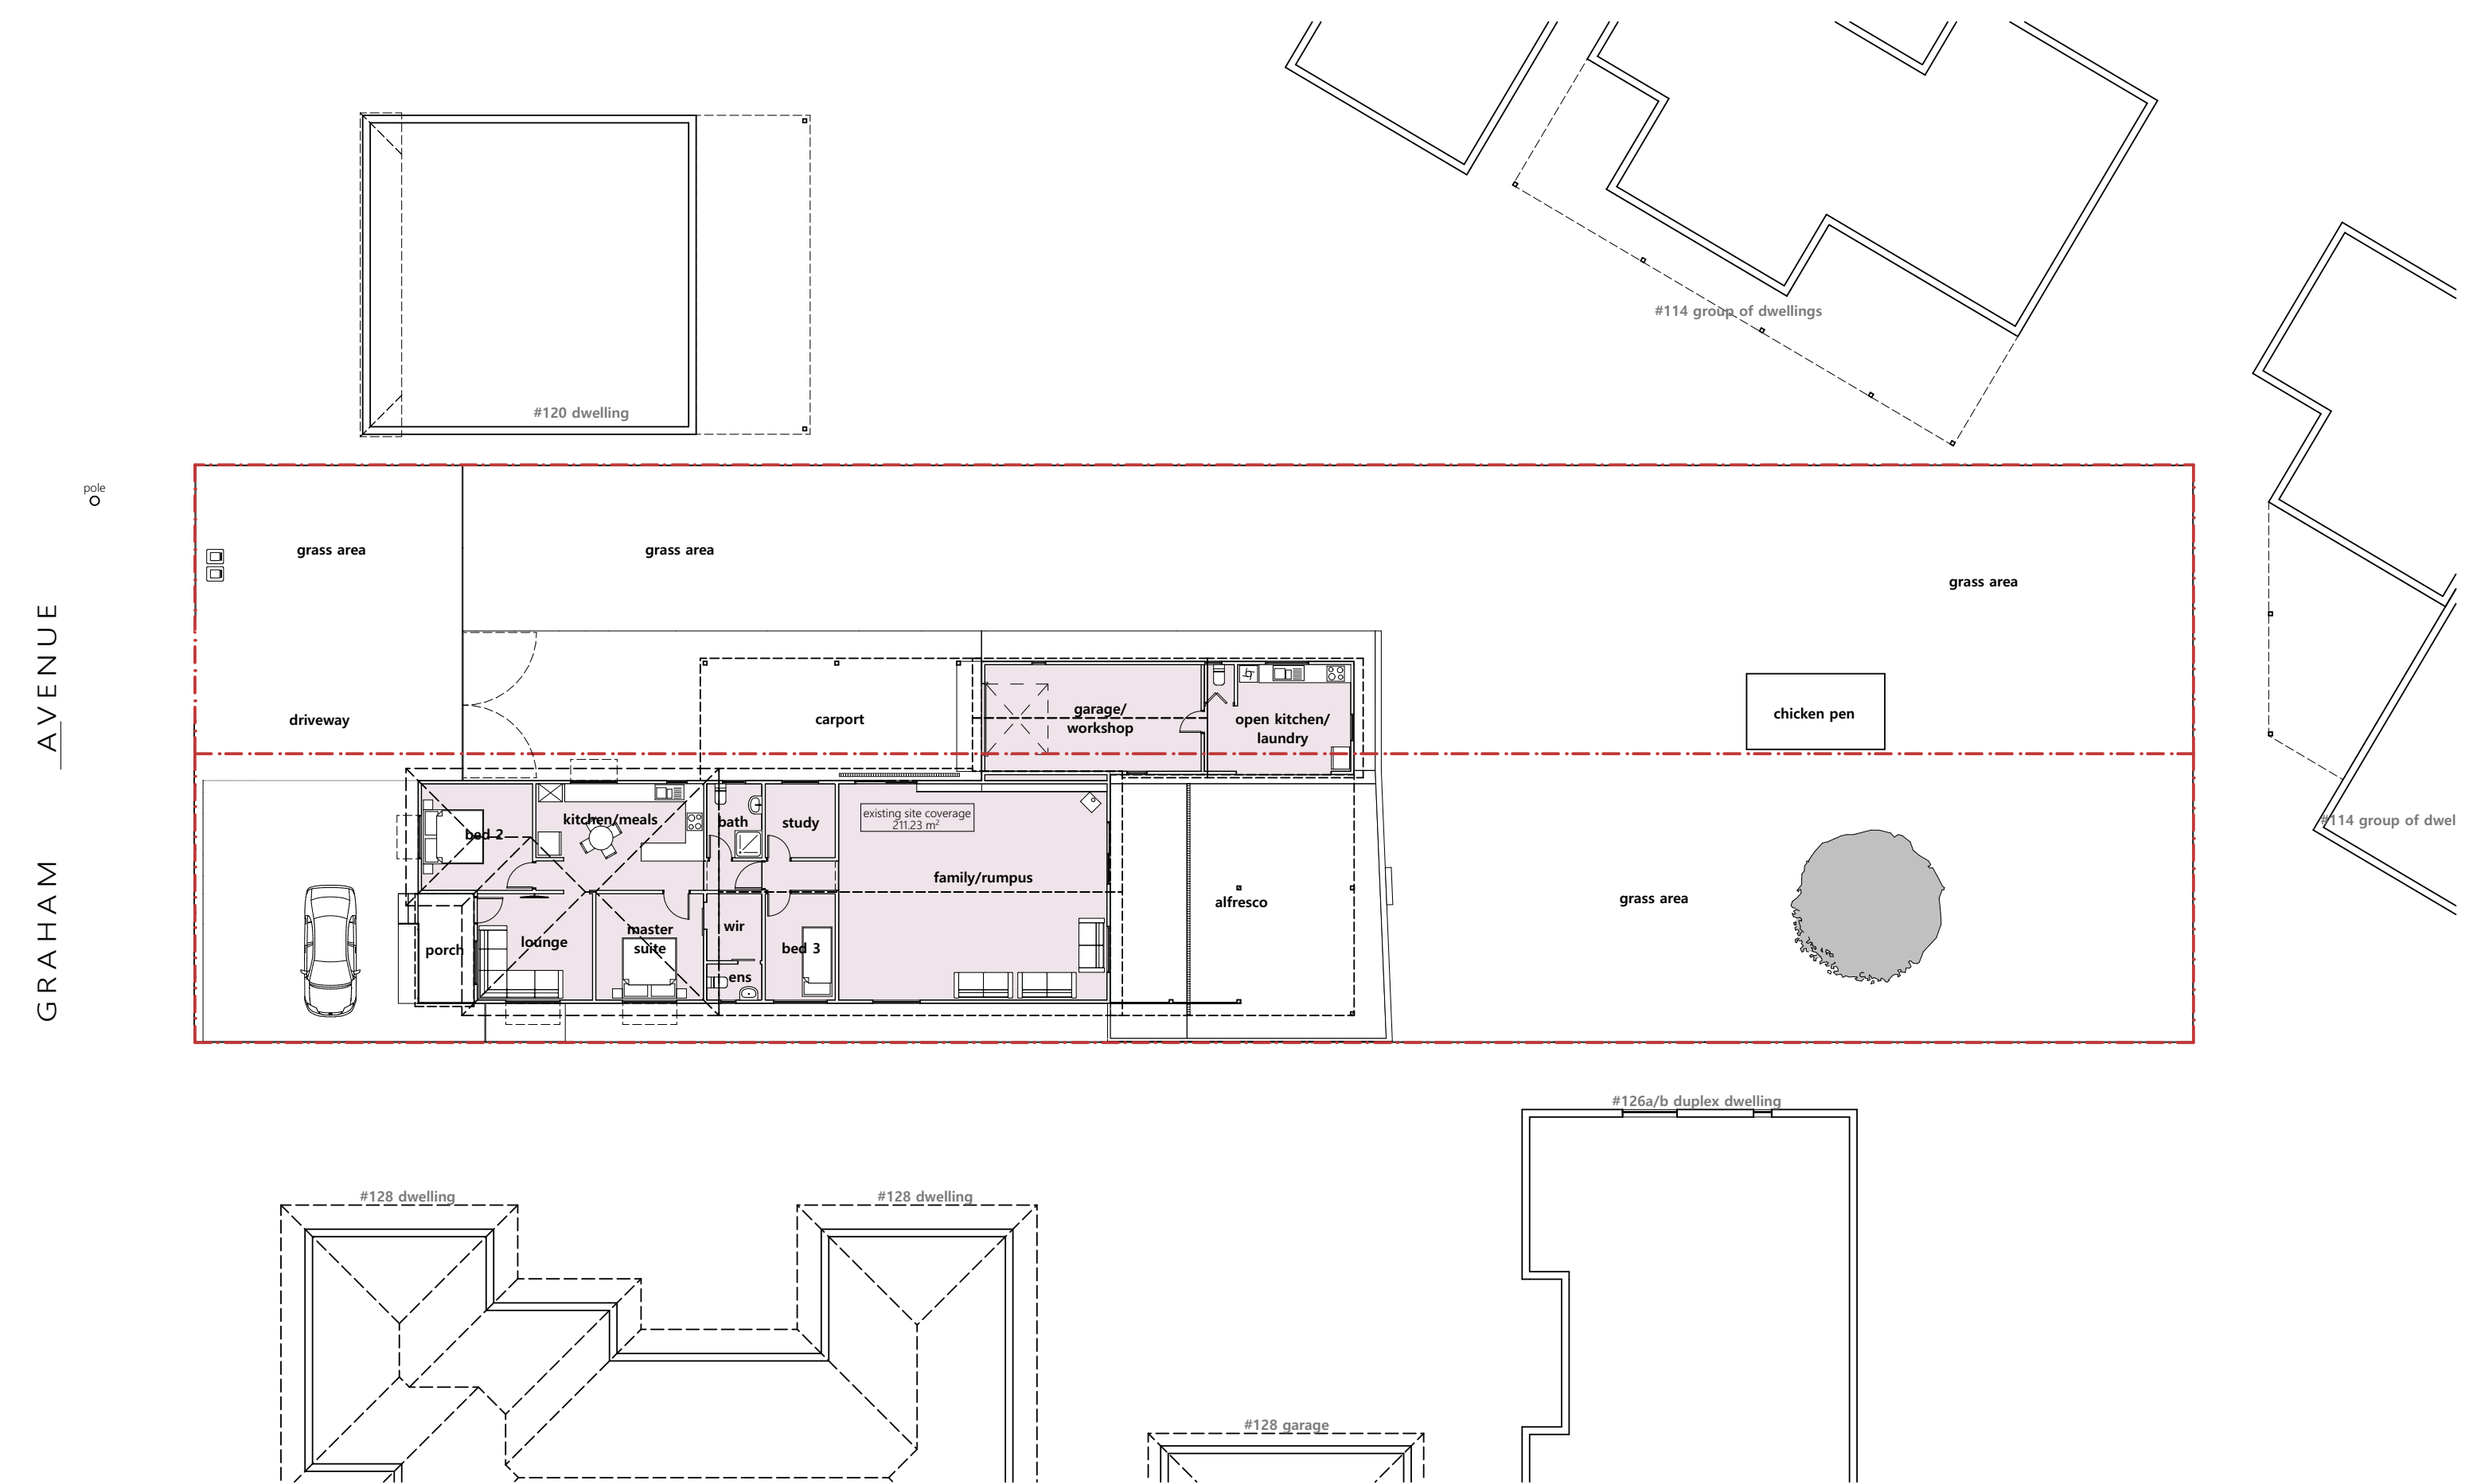 #114 group of dwellings
#120 dwelling
pole
grass area
grass area
grass area
GRAHAM AVENUE
driveway
carport
garage/
workshop
open kitchen/
laundry
chicken pen
bed 2
kitchen/meals
bath
study
existing site coverage
211.23 m²
#114 group of dwel
family/rumpus
alfresco
grass area
porch
lounge
master
suite
wir
bed 3
ens
#126a/b duplex dwelling
#128 dwelling
#128 dwelling
#128 garage